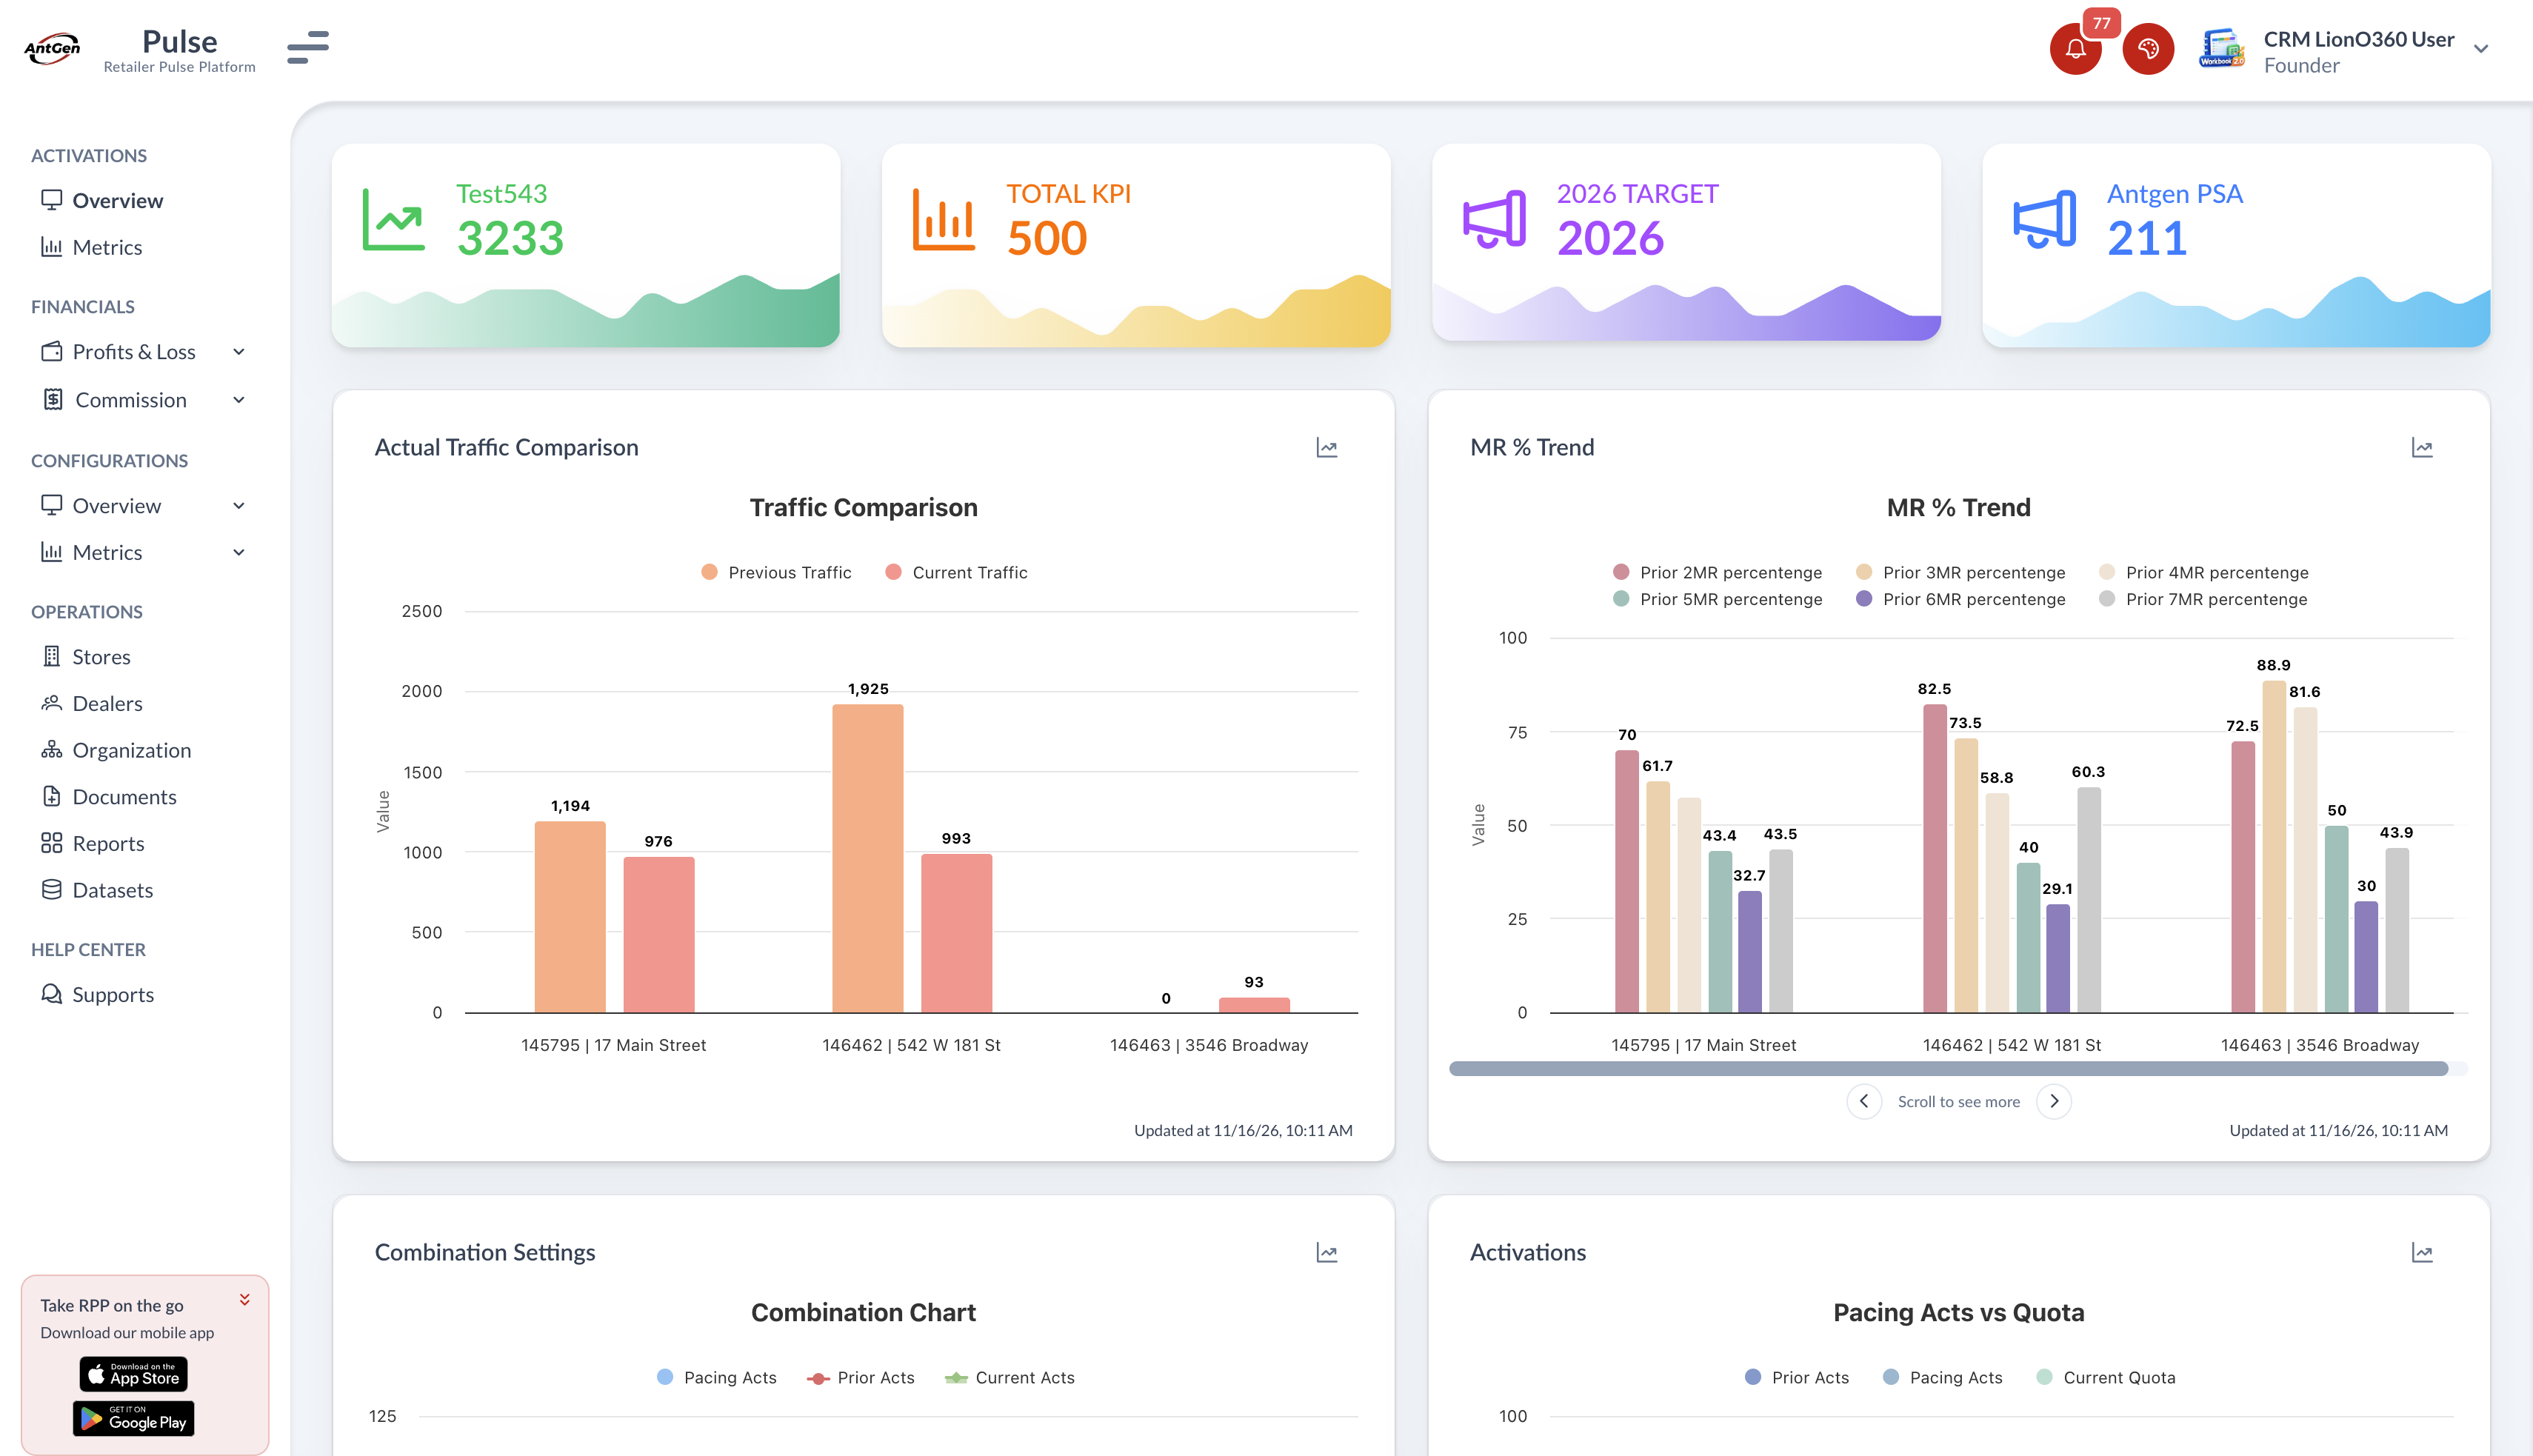 AntGen
Pulse
Retailer Pulse Platform
77
Workbook 2.0
CRM LionO360 User
Founder
ACTIVATIONS
Overview
Metrics
FINANCIALS
Profits & Loss
Commission
CONFIGURATIONS
Overview
Metrics
OPERATIONS
Stores
Dealers
Organization
Documents
Reports
Datasets
HELP CENTER
Supports
Take RPP on the go
Download our mobile app
Download on the
App Store
GET IT ON
Google Play
Test543
3233
TOTAL KPI
500
2026 TARGET
2026
Antgen PSA
211
Actual Traffic Comparison
Traffic Comparison
Previous Traffic Current Traffic
2500
2000
1500
1000
500
0
Value
1,194
976
1,925
993
0
93
145795 | 17 Main Street
146462 | 542 W 181 St
146463 | 3546 Broadway
Updated at 11/16/26, 10:11 AM
MR % Trend
MR % Trend
Prior 2MR percentenge Prior 3MR percentenge Prior 4MR percentenge
Prior 5MR percentenge Prior 6MR percentenge Prior 7MR percentenge
100
75
50
25
0
Value
70
61.7
43.4
32.7
43.5
82.5
73.5
58.8
40
29.1
60.3
72.5
88.9
81.6
50
30
43.9
145795 | 17 Main Street
146462 | 542 W 181 St
146463 | 3546 Broadway
Scroll to see more
Updated at 11/16/26, 10:11 AM
Combination Settings
Combination Chart
Pacing Acts Prior Acts Current Acts
125
Activations
Pacing Acts vs Quota
Prior Acts Pacing Acts Current Quota
100